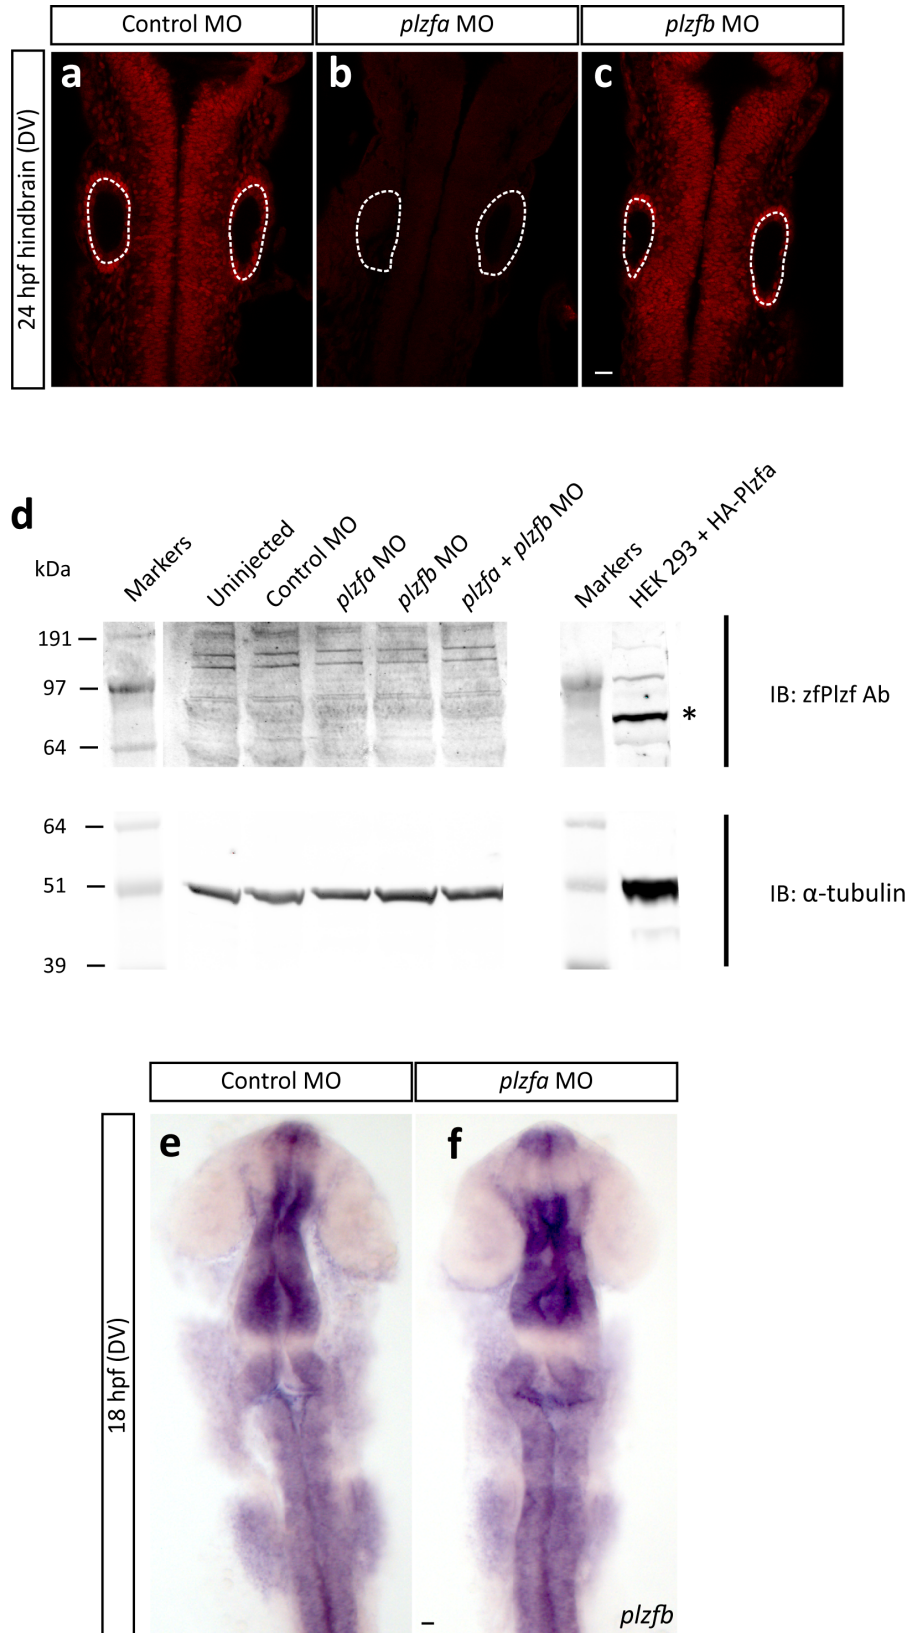 Control MO
plzfa MO
plzfb MO
24 hpf hindbrain (DV)
a
b
c
d
kDa
Markers
Uninjected
Control MO
plzfa MO
plzfb MO
plzfa + plzfb MO
Markers
HEK 293 + HA-Plzfa
191
97
64
*
IB: zfPlzf Ab
64
51
39
IB: α-tubulin
Control MO
plzfa MO
18 hpf (DV)
e
f
plzfb